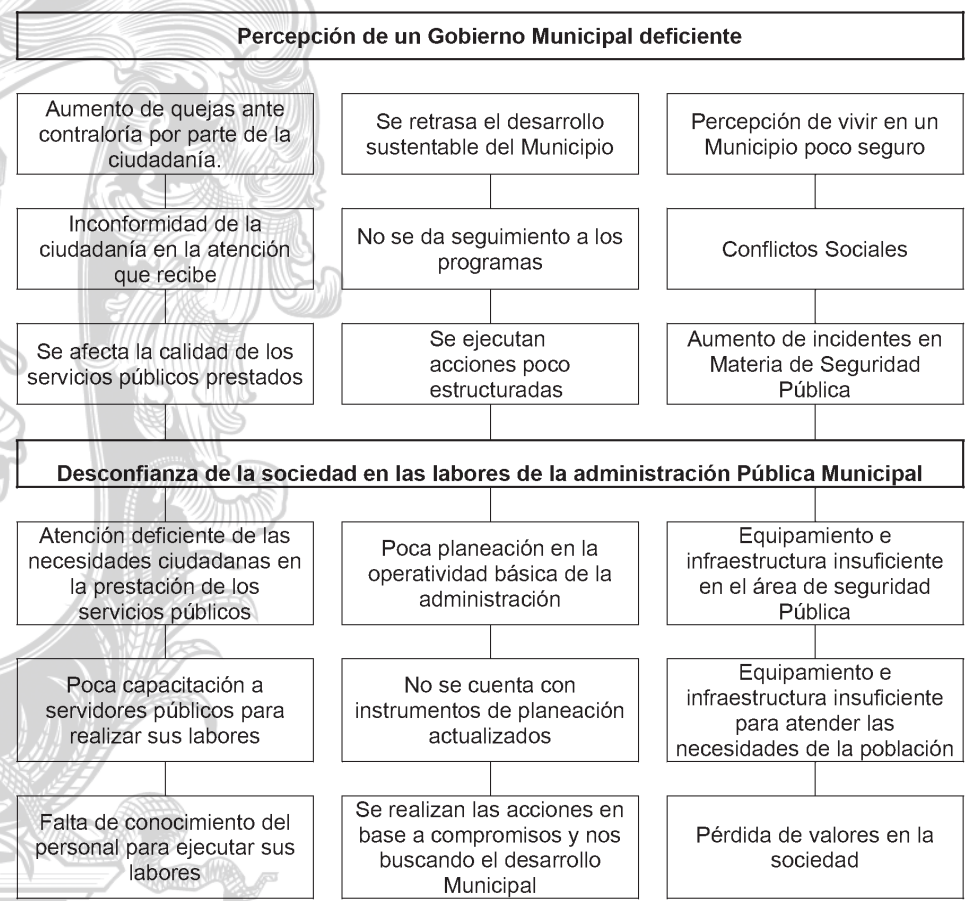 Percepción de un Gobierno Municipal deficiente
Aumento de quejas ante
contraloría por parte de la
ciudadanía.
Se retrasa el desarrollo
sustentable del Municipio
Percepción de vivir en un
Municipio poco seguro
Inconformidad de la
ciudadanía en la atención
que recibe
No se da seguimiento a los
programas
Conflictos Sociales
Se afecta la calidad de los
servicios públicos prestados
Se ejecutan
acciones poco
estructuradas
Aumento de incidentes en
Materia de Seguridad
Pública
Desconfianza de la sociedad en las labores de la administración Pública Municipal
Atención deficiente de las
necesidades ciudadanas en
la prestación de los
servicios públicos
Poca planeación en la
operatividad básica de la
administración
Equipamiento e
infraestructura insuficiente
en el área de seguridad
Pública
Poca capacitación a
servidores públicos para
realizar sus labores
No se cuenta con
instrumentos de planeación
actualizados
Equipamiento e
infraestructura insuficiente
para atender las
necesidades de la población
Falta de conocimiento del
personal para ejecutar sus
labores
Se realizan las acciones en
base a compromisos y nos
buscando el desarrollo
Municipal
Pérdida de valores en la
sociedad